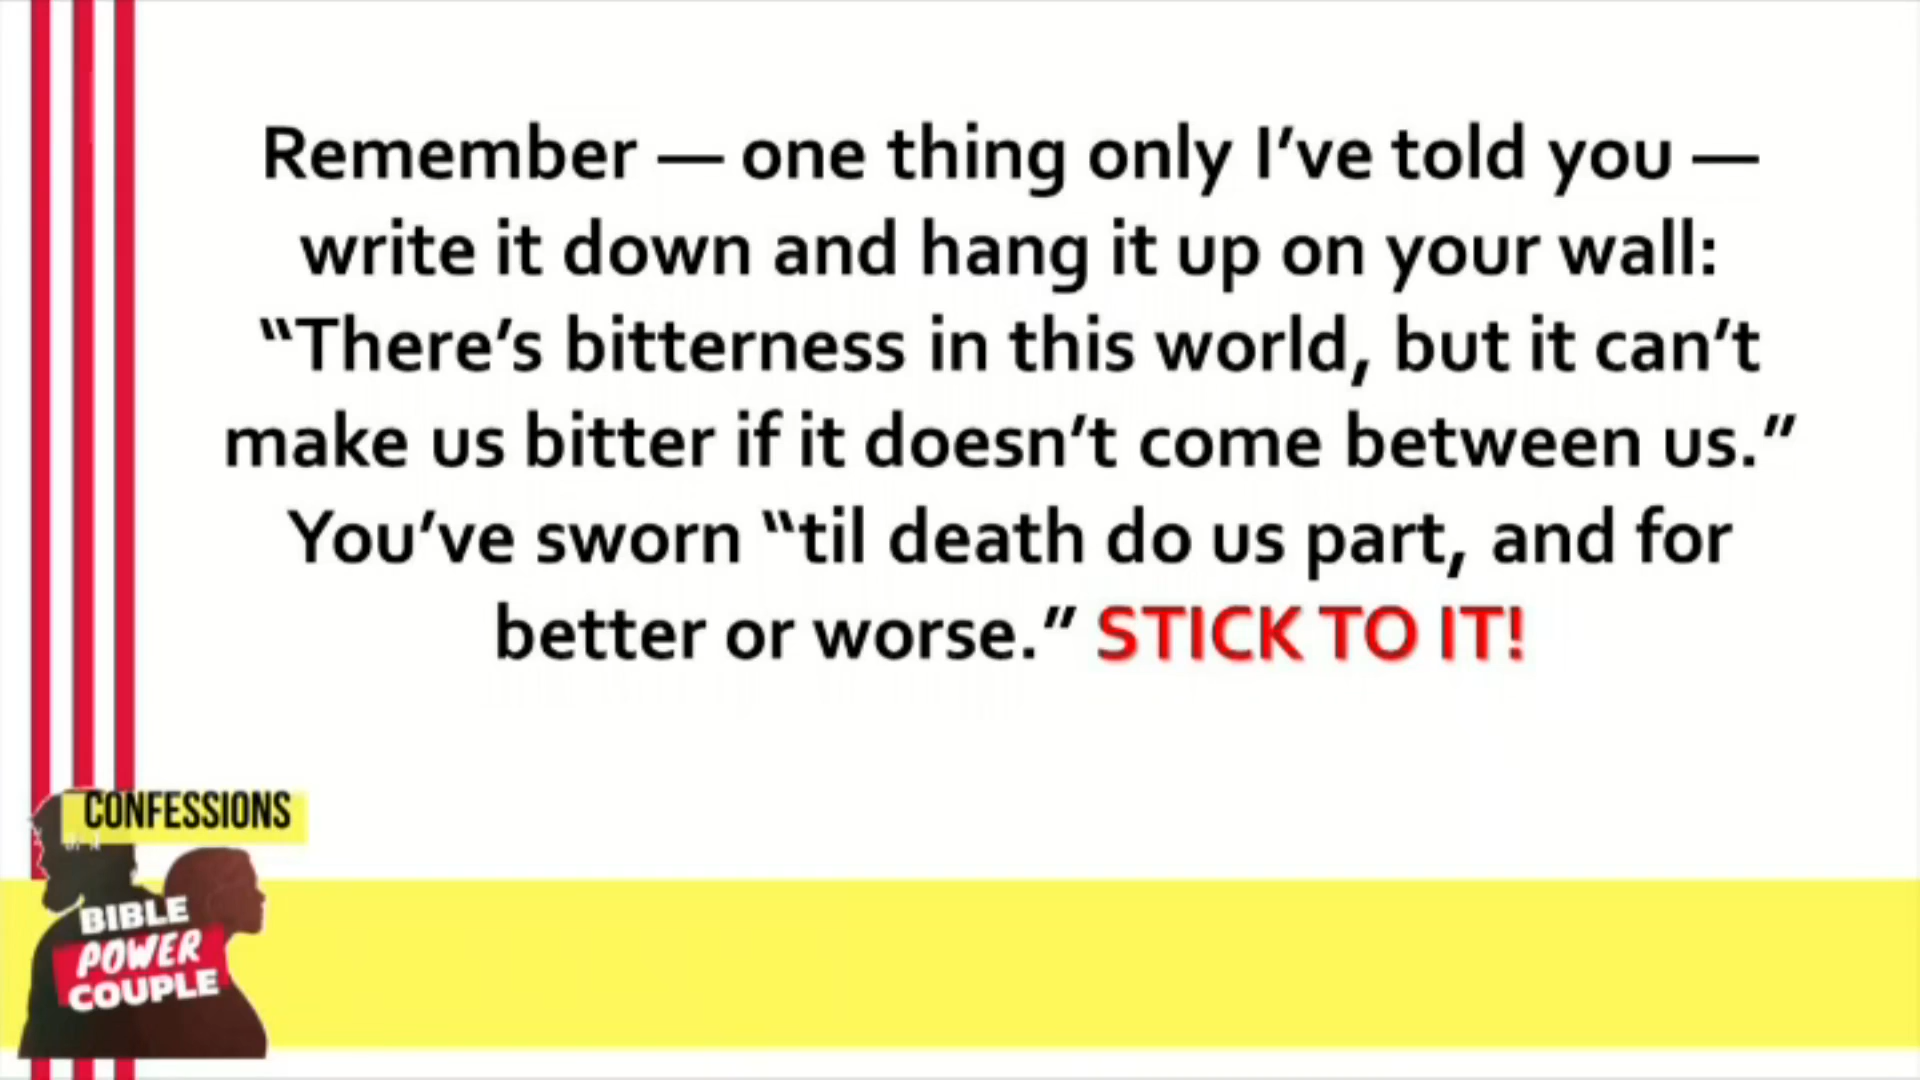 Remember — one thing only I’ve told you —
write it down and hang it up on your wall:
“There’s bitterness in this world, but it can’t
make us bitter if it doesn’t come between us.”
You’ve sworn “til death do us part, and for
better or worse.” STICK TO IT!
CONFESSIONS
BIBLE
POWER
COUPLE